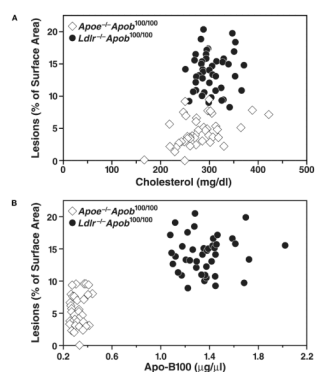 A
◇ Apoe⁻/⁻Apob¹⁰⁰/¹⁰⁰
● Ldlr⁻/⁻Apob¹⁰⁰/¹⁰⁰
Lesions (% of Surface Area)
25
20
15
10
5
0
0 100 200 300 400 500
Cholesterol (mg/dl)
B
◇ Apoe⁻/⁻Apob¹⁰⁰/¹⁰⁰
● Ldlr⁻/⁻Apob¹⁰⁰/¹⁰⁰
Lesions (% of Surface Area)
25
20
15
10
5
0
0.2 0.6 1.0 1.4 1.8 2.2
Apo-B100 (μg/μl)